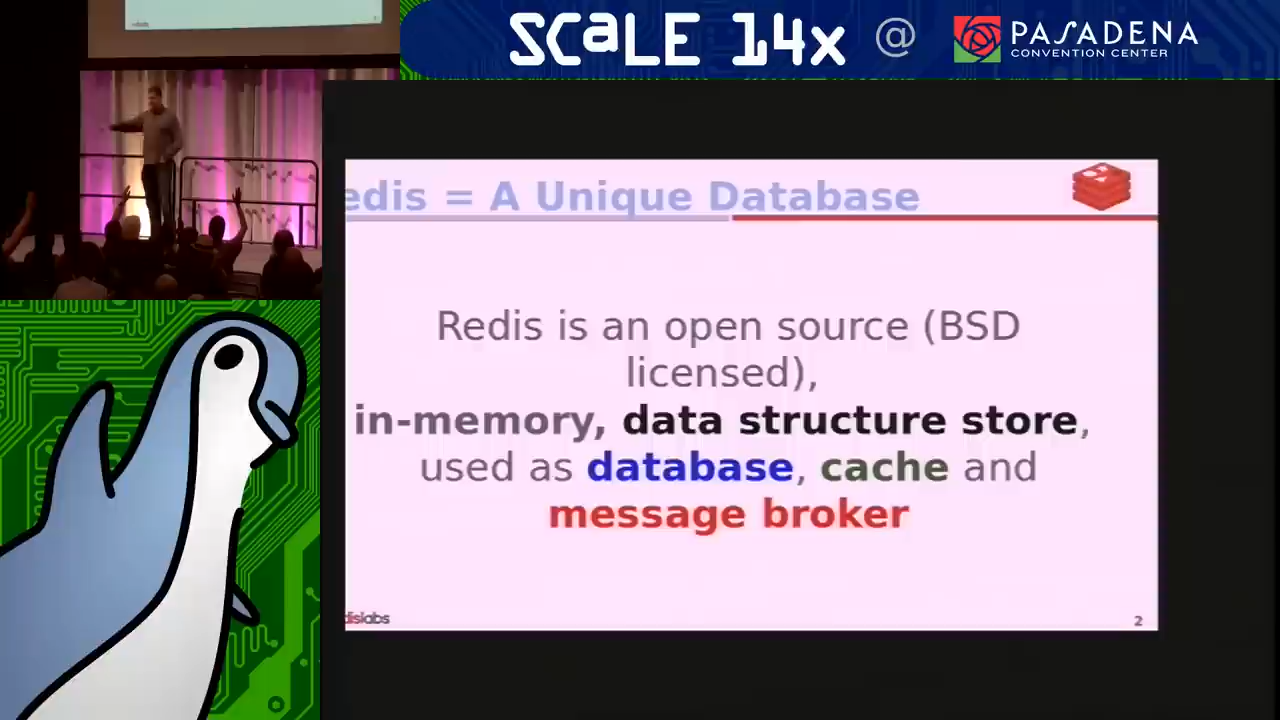 SCaLE 14x @ PASADENA
CONVENTION CENTER
edis = A Unique Database
Redis is an open source (BSD
licensed),
in-memory, data structure store,
used as database, cache and
message broker
dislabs
2